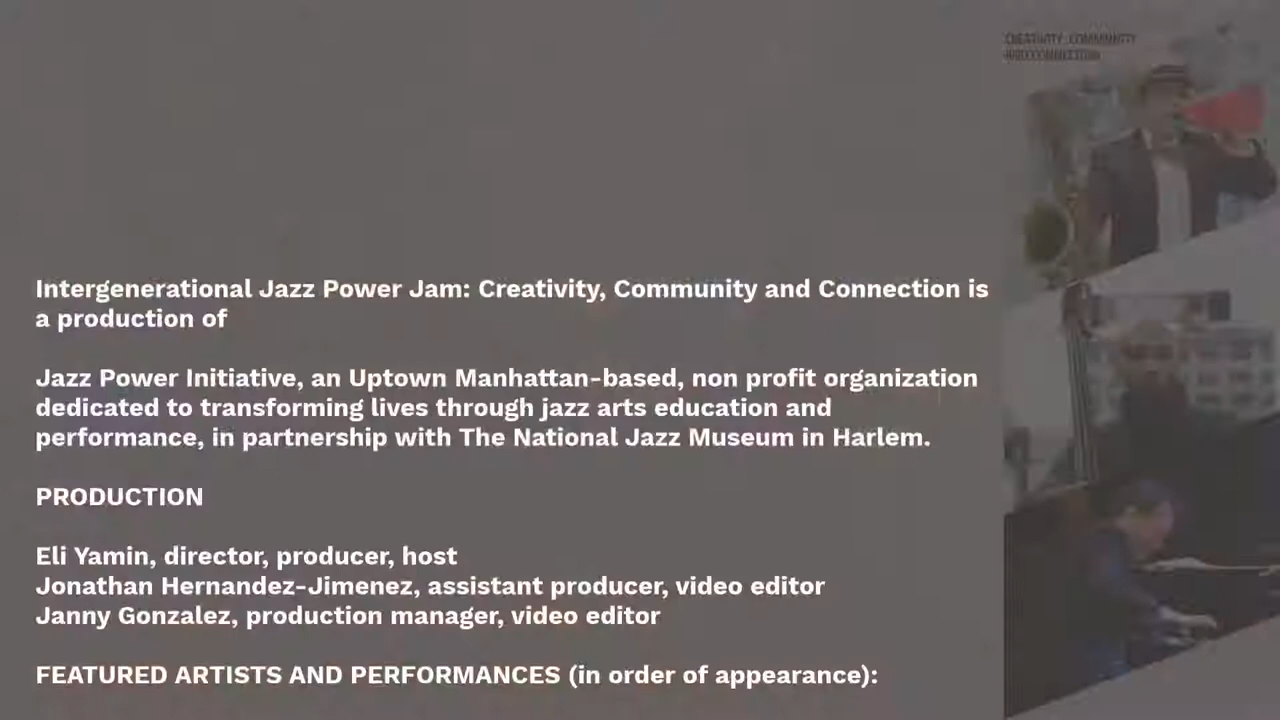 CREATIVITY, COMMUNITY
Intergenerational Jazz Power Jam: Creativity, Community and Connection is
a production of
Jazz Power Initiative, an Uptown Manhattan-based, non profit organization
dedicated to transforming lives through jazz arts education and
performance, in partnership with The National Jazz Museum in Harlem.
PRODUCTION
Eli Yamin, director, producer, host
Jonathan Hernandez-Jimenez, assistant producer, video editor
Janny Gonzalez, production manager, video editor
FEATURED ARTISTS AND PERFORMANCES (in order of appearance):